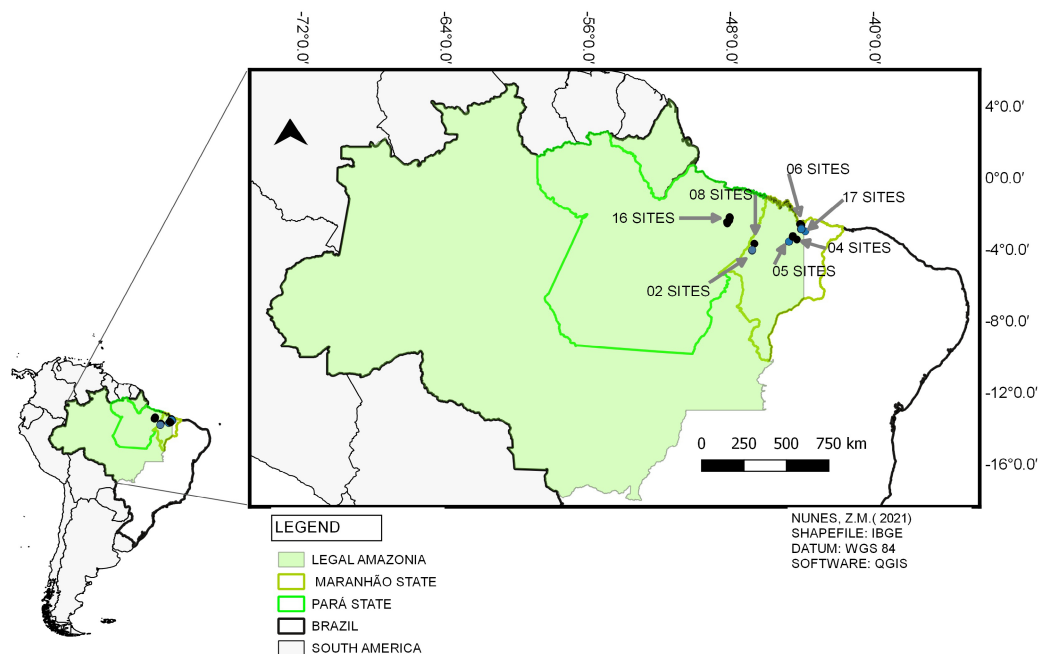 -72°0.0′
-64°0.0′
-56°0.0′
-48°0.0′
-40°0.0′
4°0.0′
0°0.0′
-4°0.0′
-8°0.0′
-12°0.0′
-16°0.0′
06 SITES
08 SITES
17 SITES
16 SITES
04 SITES
05 SITES
02 SITES
0 250 500 750 km
LEGEND
LEGAL AMAZONIA
MARANHÃO STATE
PARÁ STATE
BRAZIL
SOUTH AMERICA
NUNES, Z.M.( 2021)
SHAPEFILE: IBGE
DATUM: WGS 84
SOFTWARE: QGIS